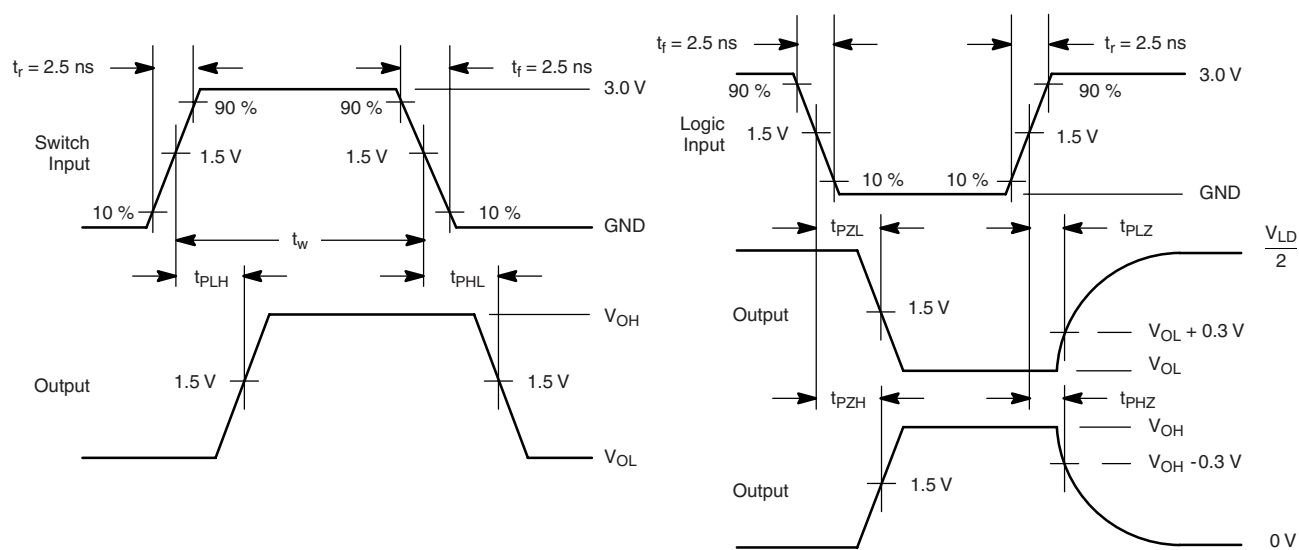 t_r = 2.5 ns
t_f = 2.5 ns
3.0 V
90 %
90 %
Switch
Input
1.5 V
1.5 V
10 %
10 %
GND
t_w
t_PLH
t_PHL
V_OH
Output
1.5 V
1.5 V
V_OL
t_f = 2.5 ns
t_r = 2.5 ns
3.0 V
90 %
90 %
Logic
Input
1.5 V
1.5 V
10 %
10 %
GND
t_PZL
t_PLZ
V_LD
2
Output
1.5 V
V_OL + 0.3 V
V_OL
t_PZH
t_PHZ
V_OH
V_OH -0.3 V
Output
1.5 V
0 V